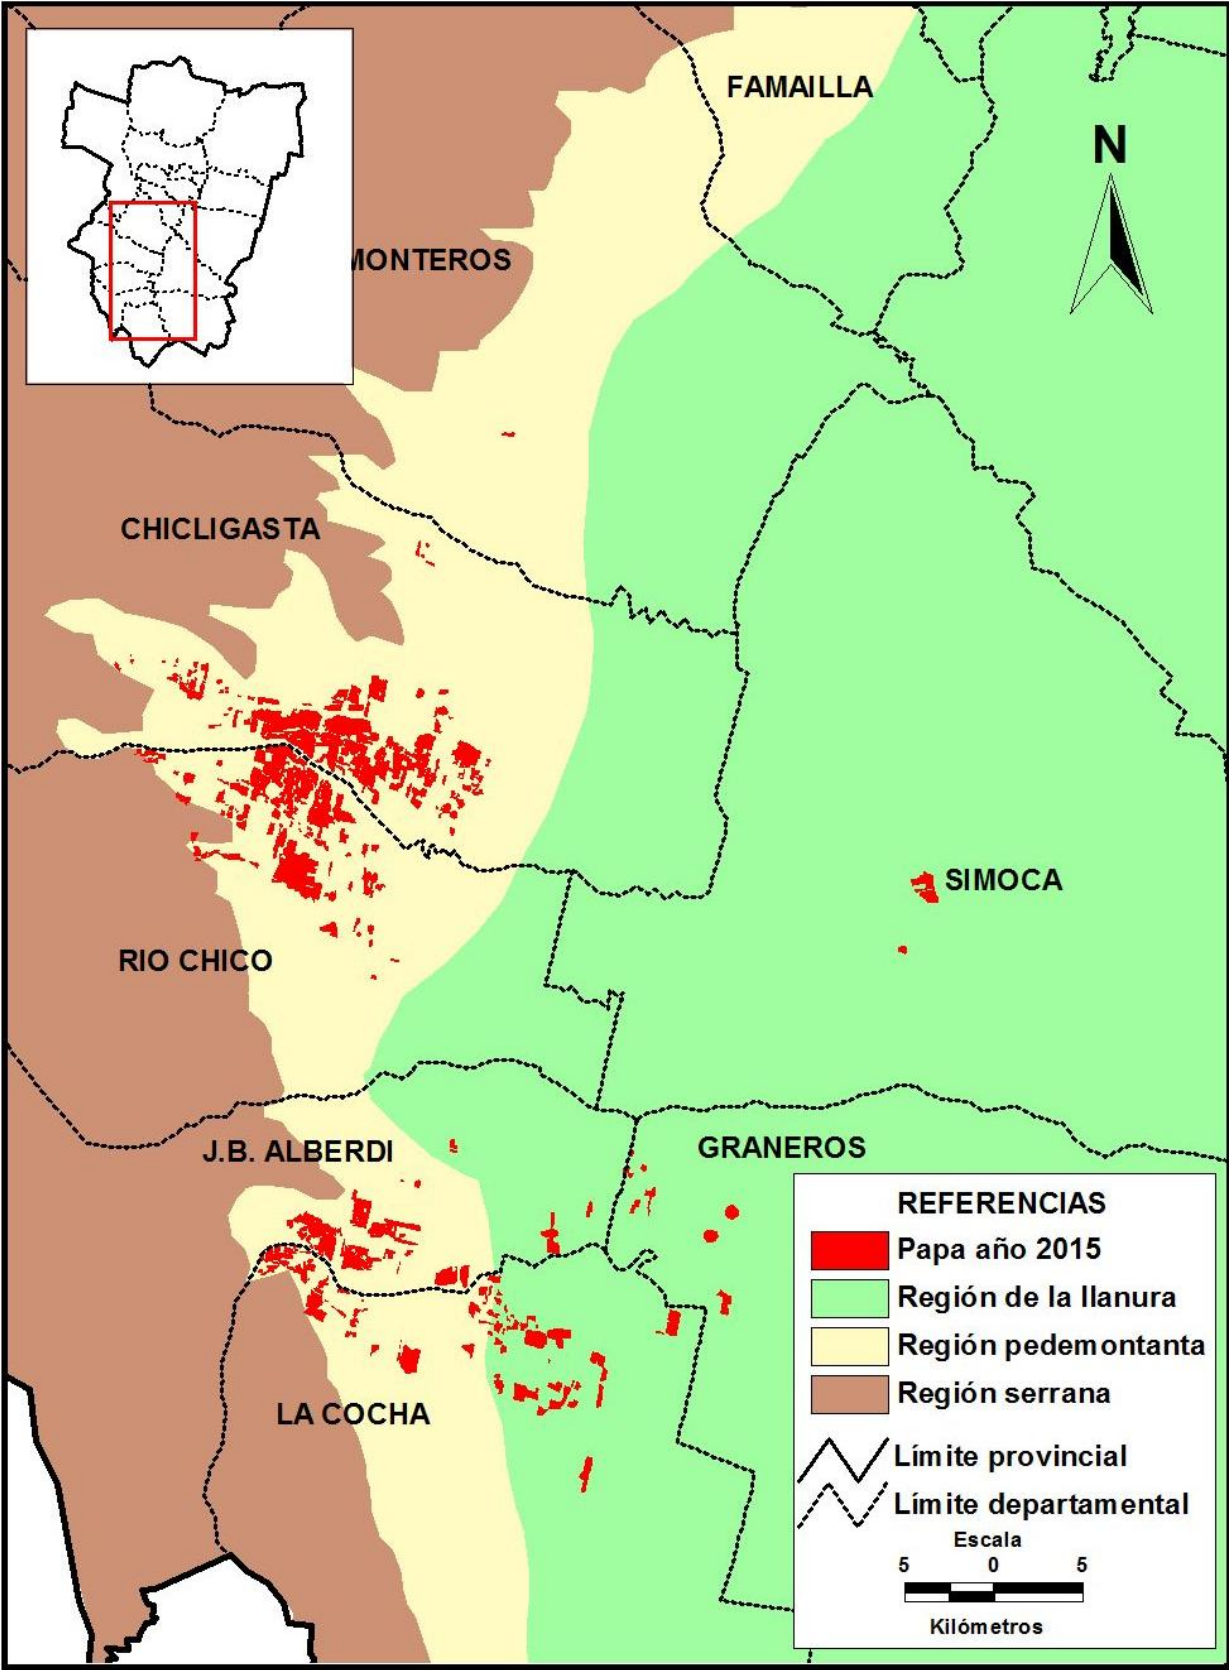 FAMAILLA
N
MONTEROS
CHICLIGASTA
SIMOCA
RIO CHICO
J.B. ALBERDI
GRANEROS
LA COCHA
REFERENCIAS
Papa año 2015
Región de la llanura
Región pedemontanta
Región serrana
Límite provincial
Límite departamental
Escala
5 0 5
Kilómetros